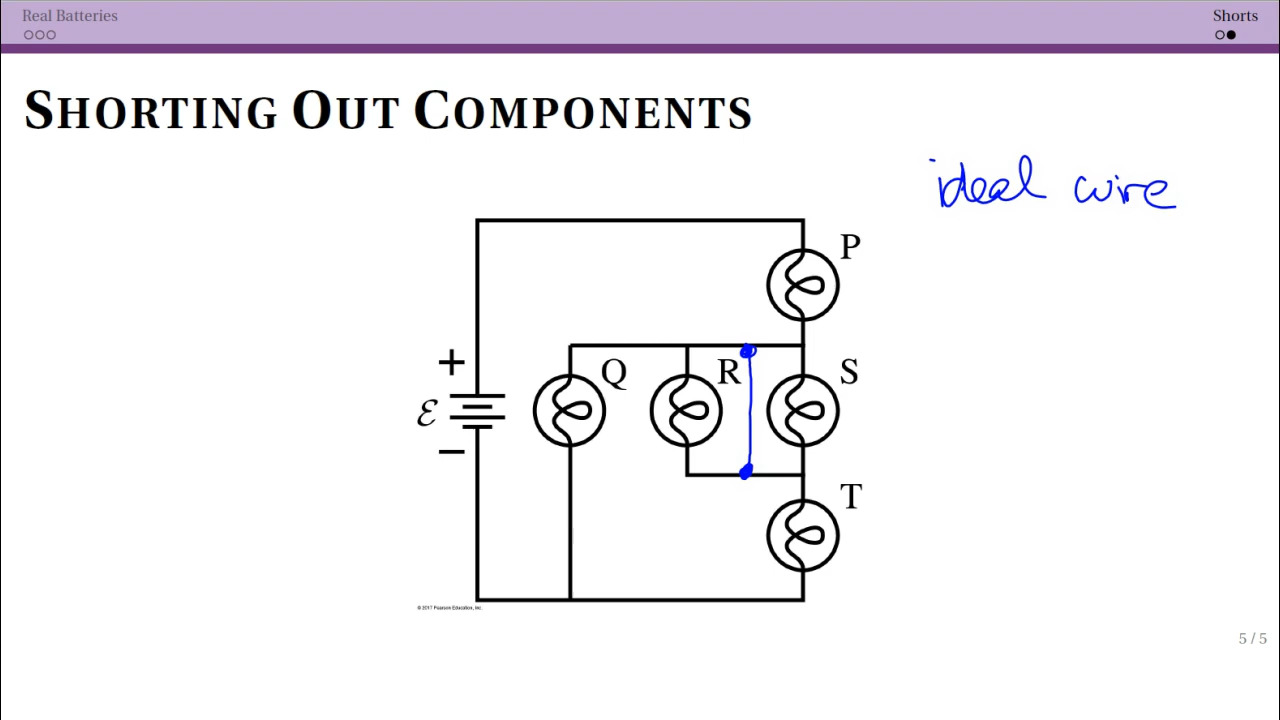 Real Batteries
Shorts
SHORTING OUT COMPONENTS
ideal wire
P
+
Q
R
S
ℰ
−
T
© 2017 Pearson Education, Inc.
5 / 5